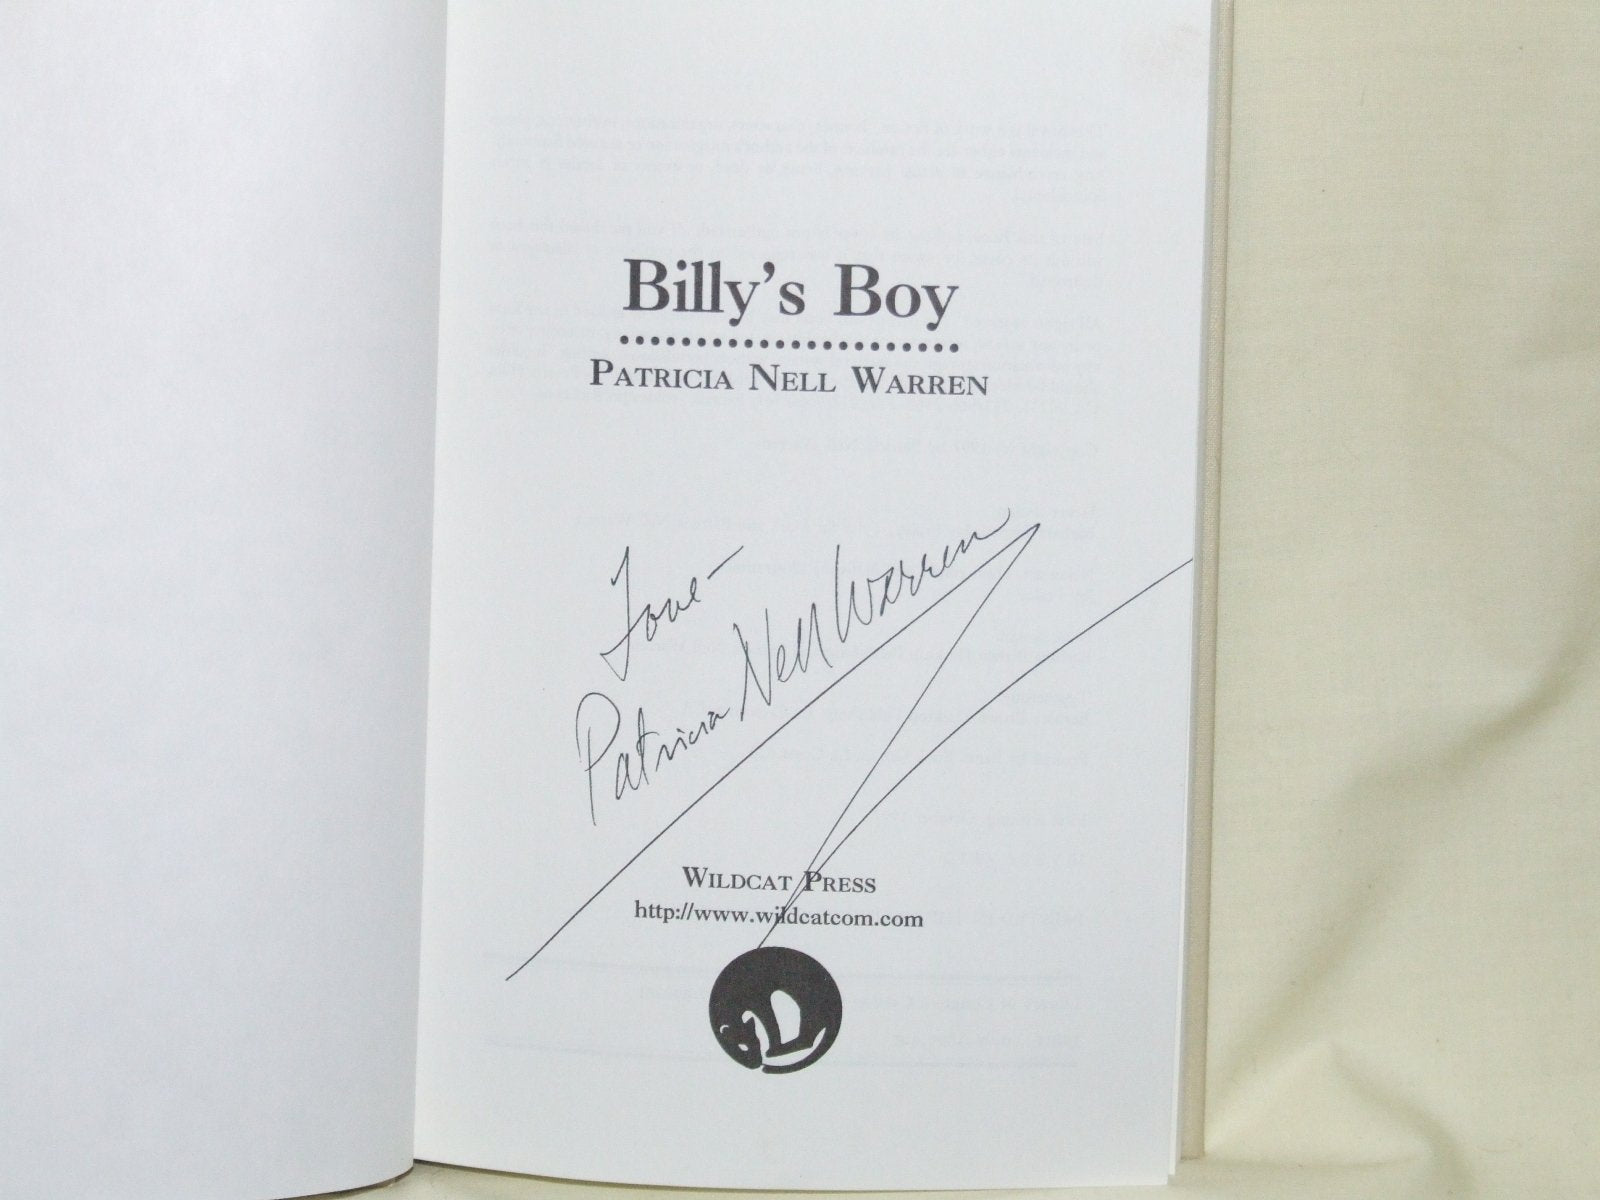 Billy's Boy
PATRICIA NELL WARREN
Love —
Patricia Nell Warren
WILDCAT PRESS
http://www.wildcatcom.com